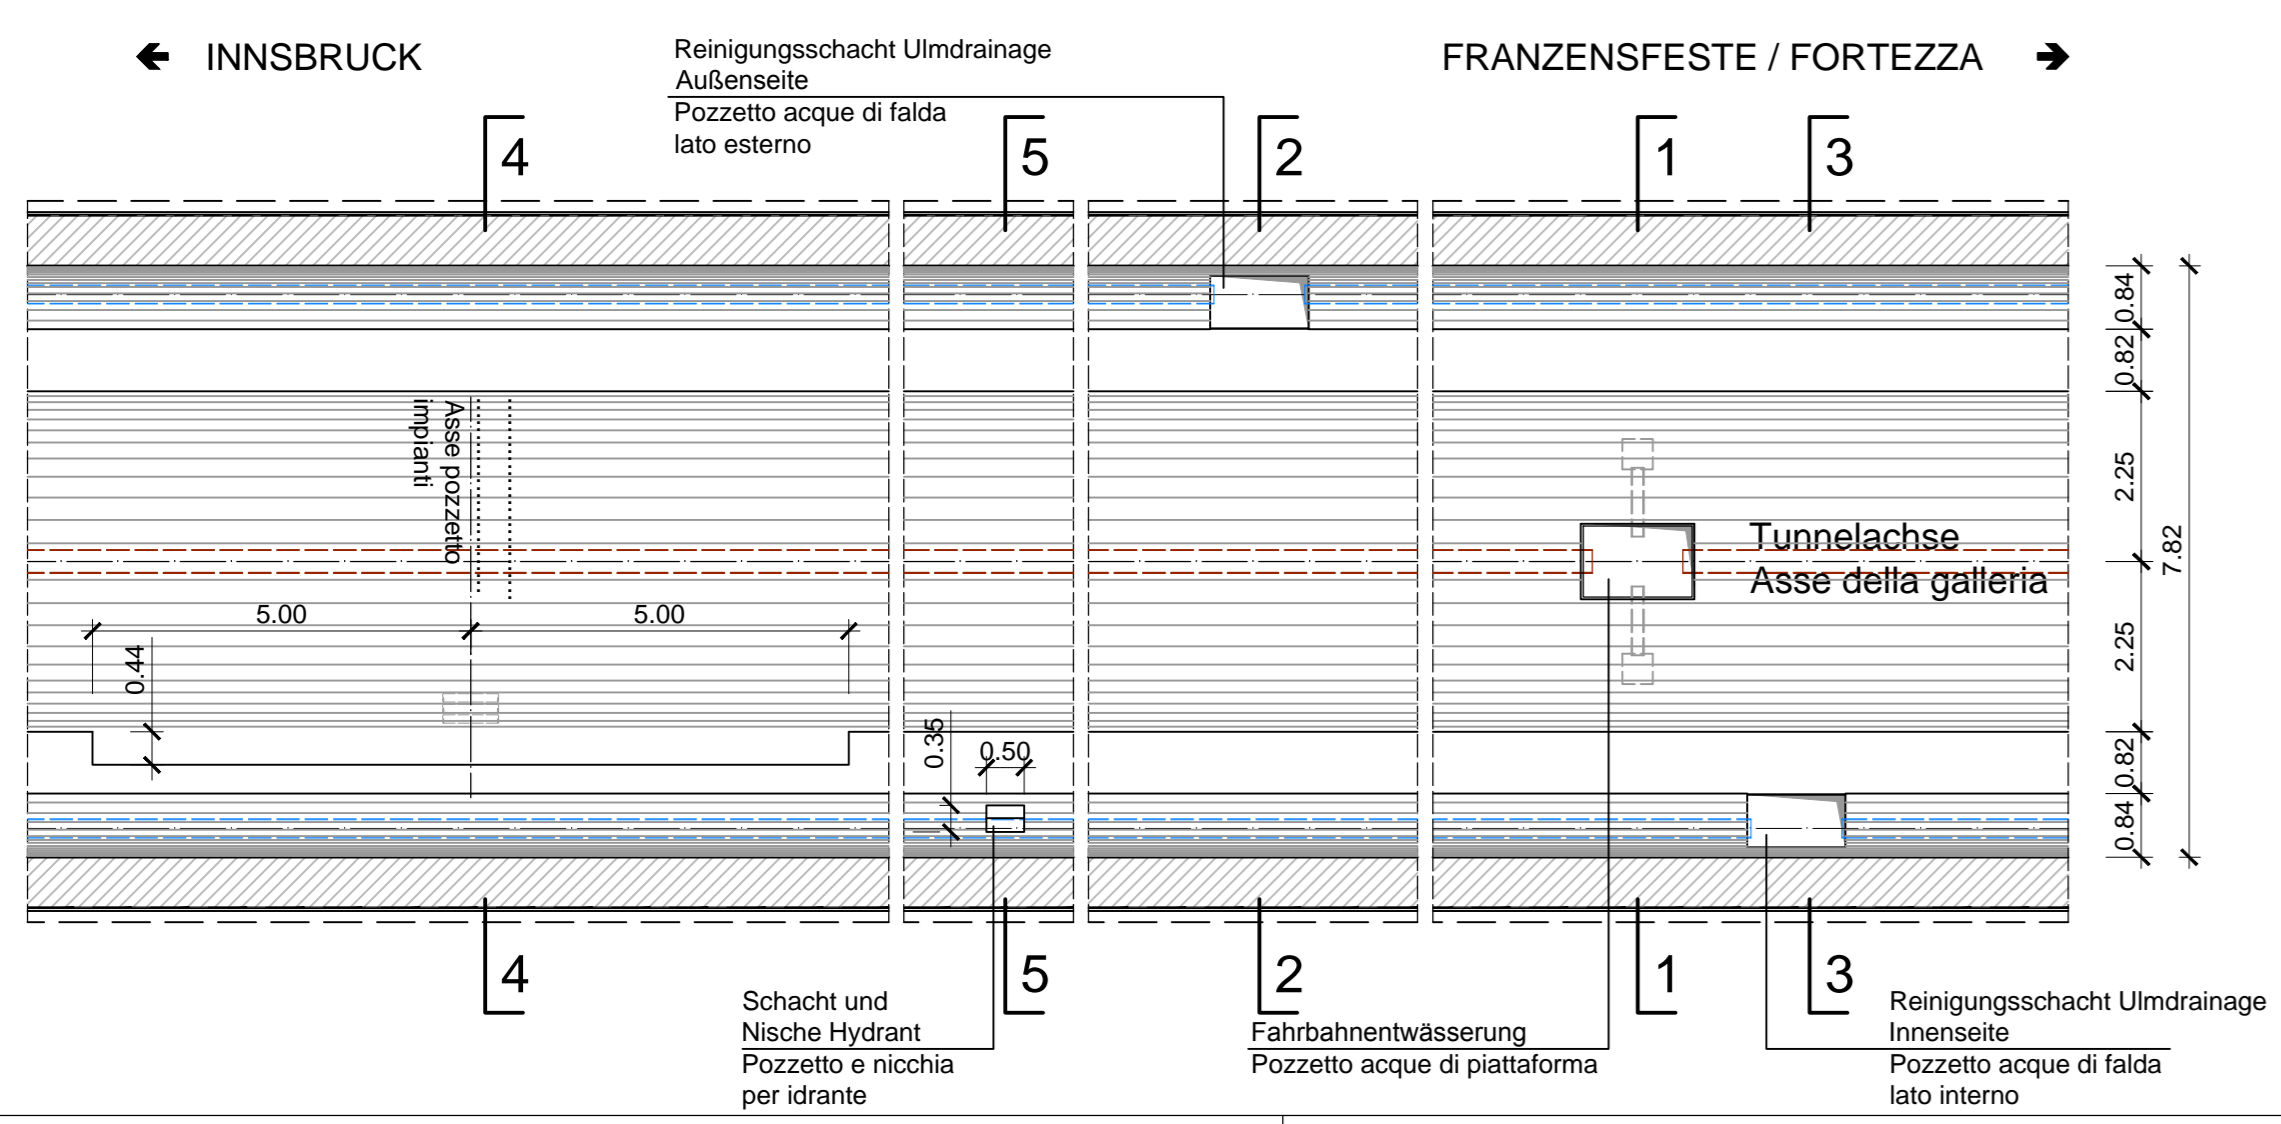 🡸 INNSBRUCK
FRANZENSFESTE / FORTEZZA 🡺
Reinigungsschacht Ulmdrainage
Außenseite
Pozzetto acque di falda
lato esterno
4
5
2
1
3
0.84
0.82
2.25
2.25
0.82
0.84
7.82
Asse pozzetto
impianti
Tunnelachse
Asse della galleria
5.00
5.00
0.44
0.35
0.50
4
5
2
1
3
Schacht und
Nische Hydrant
Pozzetto e nicchia
per idrante
Fahrbahnentwässerung
Pozzetto acque di piattaforma
Reinigungsschacht Ulmdrainage
Innenseite
Pozzetto acque di falda
lato interno